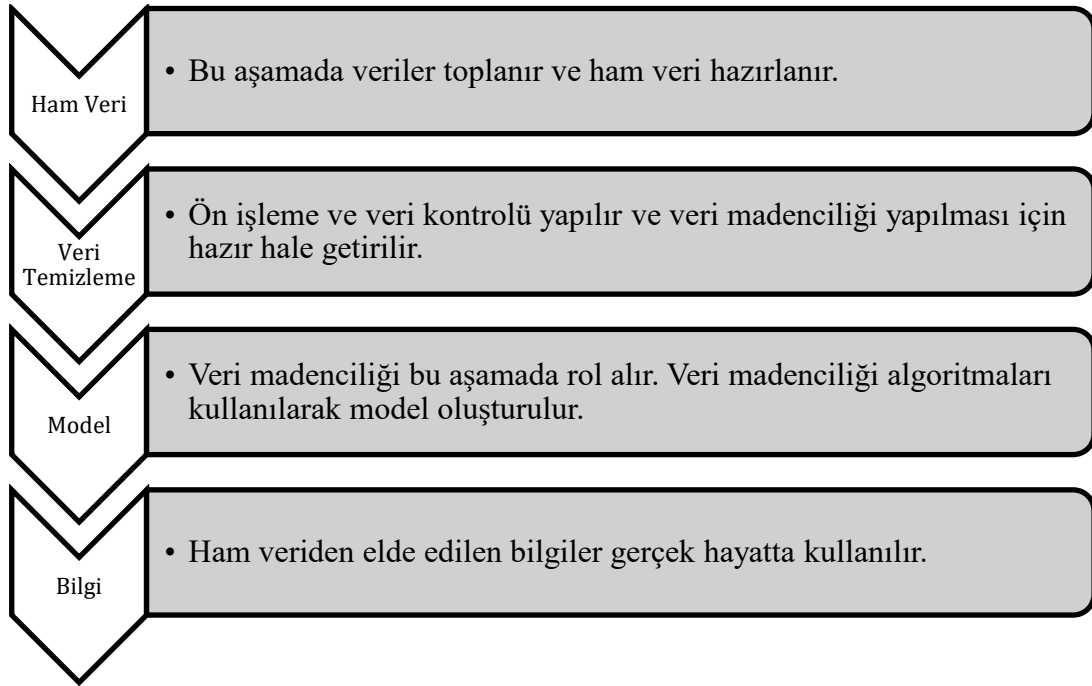 Ham Veri
• Bu aşamada veriler toplanır ve ham veri hazırlanır.
Veri
Temizleme
• Ön işleme ve veri kontrolü yapılır ve veri madenciliği yapılması için
hazır hale getirilir.
Model
• Veri madenciliği bu aşamada rol alır. Veri madenciliği algoritmaları
kullanılarak model oluşturulur.
Bilgi
• Ham veriden elde edilen bilgiler gerçek hayatta kullanılır.